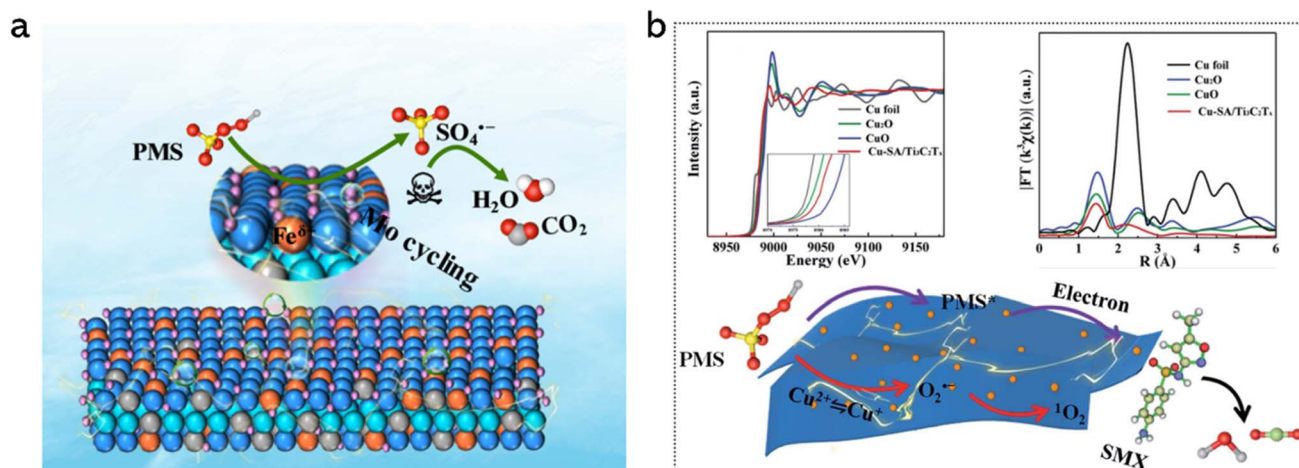 a
PMS
SO₄•−
H₂O
CO₂
Feδ
Mo cycling
b
Intensity (a.u.)
Cu foil
Cu₂O
CuO
Cu-SA/Ti₃C₂Tₓ
8950 9000 9050 9100 9150
Energy (eV)
|FT (k³χ(k))| (a.u.)
Cu foil
Cu₂O
CuO
Cu-SA/Ti₃C₂Tₓ
0 1 2 3 4 5 6
R (Å)
PMS
PMS*
Electron
Cu²⁺⇌Cu⁺
O₂•−
¹O₂
SMX